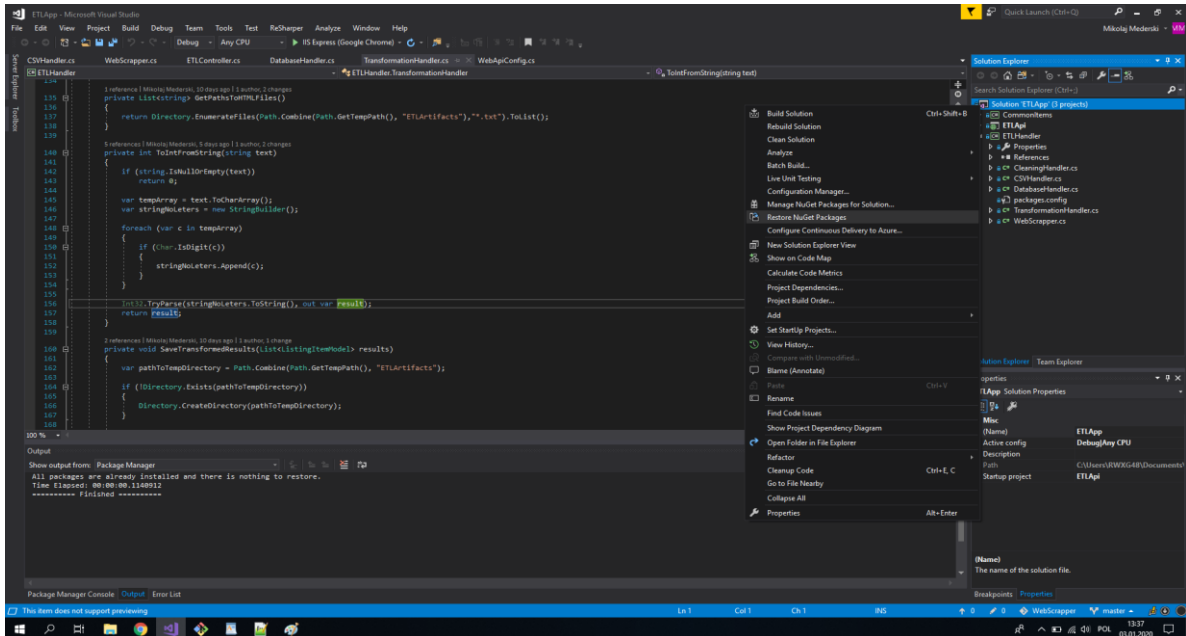 ETLApp - Microsoft Visual Studio
Quick Launch (Ctrl+Q)
File Edit View Project Build Debug Team Tools Test ReSharper Analyze Window Help
Mikolaj Mederski
MM
Debug Any CPU IIS Express (Google Chrome)
Server Explorer
Toolbox
CSVHandler.cs WebScrapper.cs ETLController.cs DatabaseHandler.cs TransformationHandler.cs WebApiConfig.cs
ETLHandler ETLHandler.TransformationHandler ToIntFromString(string text)
134
1 reference | Mikolaj Mederski, 10 days ago | 1 author, 2 changes
135 private List<string> GetPathsToHTMLFiles()
136 {
137 return Directory.EnumerateFiles(Path.Combine(Path.GetTempPath(), "ETLArtifacts"),"*.txt").ToList();
138 }
139
5 references | Mikolaj Mederski, 5 days ago | 1 author, 2 changes
140 private int ToIntFromString(string text)
141 {
142 if (string.IsNullOrEmpty(text))
143 return 0;
144
145 var tempArray = text.ToCharArray();
146 var stringNoLeters = new StringBuilder();
147
148 foreach (var c in tempArray)
149 {
150 if (Char.IsDigit(c))
151 {
152 stringNoLeters.Append(c);
153 }
154 }
155
156 Int32.TryParse(stringNoLeters.ToString(), out var result);
157 return result;
158 }
159
2 references | Mikolaj Mederski, 10 days ago | 1 author, 1 change
160 private void SaveTransformedResults(List<ListingItemModel> results)
161 {
162 var pathToTempDirectory = Path.Combine(Path.GetTempPath(), "ETLArtifacts");
163
164 if (!Directory.Exists(pathToTempDirectory))
165 {
166 Directory.CreateDirectory(pathToTempDirectory);
167 }
168
100 %
Output
Show output from: Package Manager
All packages are already installed and there is nothing to restore.
Time Elapsed: 00:00:00.1140912
========== Finished ==========
Package Manager Console Output Error List
Build Solution Ctrl+Shift+B
Rebuild Solution
Clean Solution
Analyze
Batch Build...
Live Unit Testing
Configuration Manager...
Manage NuGet Packages for Solution...
Restore NuGet Packages
Configure Continuous Delivery to Azure...
New Solution Explorer View
Show on Code Map
Calculate Code Metrics
Project Dependencies...
Project Build Order...
Add
Set StartUp Projects...
View History...
Compare with Unmodified...
Blame (Annotate)
Paste Ctrl+V
Rename
Find Code Issues
Show Project Dependency Diagram
Open Folder in File Explorer
Refactor
Cleanup Code Ctrl+E, C
Go to File Nearby
Collapse All
Properties Alt+Enter
Solution Explorer
Search Solution Explorer (Ctrl+;)
Solution 'ETLApp' (3 projects)
CommonItems
ETLApi
ETLHandler
Properties
References
CleaningHandler.cs
CSVHandler.cs
DatabaseHandler.cs
packages.config
TransformationHandler.cs
WebScrapper.cs
olution Explorer Team Explorer
operties
TLApp Solution Properties
Misc
(Name) ETLApp
Active config Debug|Any CPU
Description
Path C:\Users\RWXG48\Documents\
Startup project ETLApi
(Name)
The name of the solution file.
Breakpoints Properties
This item does not support previewing Ln 1 Col 1 Ch 1 INS 0 0 WebScrapper master
POL 13:37
03.01.2020